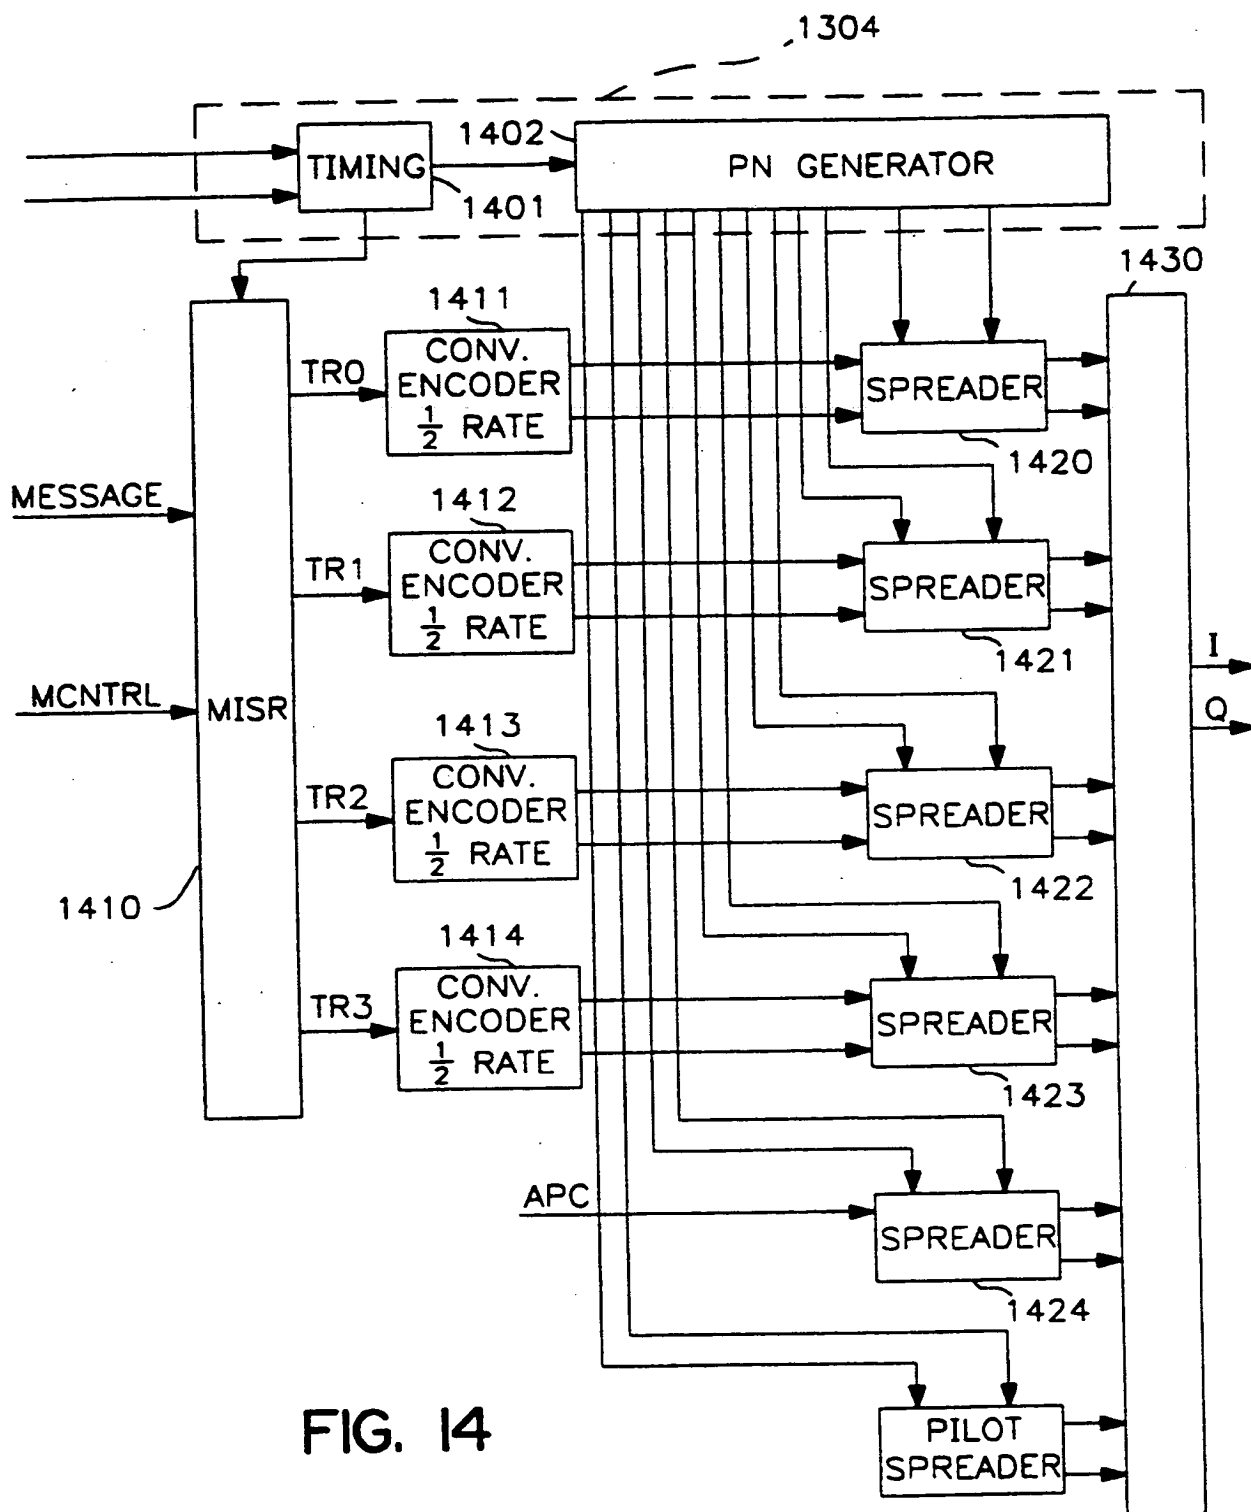 1304
1402
TIMING
PN GENERATOR
1401
1430
1411
CONV.
ENCODER
1/2 RATE
TR0
SPREADER
1420
MESSAGE
1412
CONV.
ENCODER
1/2 RATE
TR1
SPREADER
1421
I
MCNTRL
MISR
Q
1413
CONV.
ENCODER
1/2 RATE
TR2
SPREADER
1422
1410
1414
CONV.
ENCODER
1/2 RATE
TR3
SPREADER
1423
APC
SPREADER
1424
FIG. 14
PILOT
SPREADER